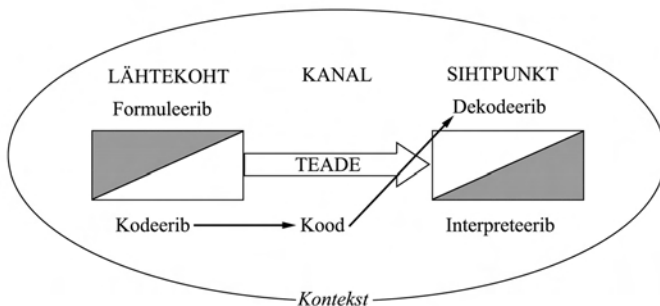 LÄHTEKOHT KANAL SIHTPUNKT
Formuleerib Dekodeerib
TEADE
Kodeerib Kood Interpreteerib
Kontekst